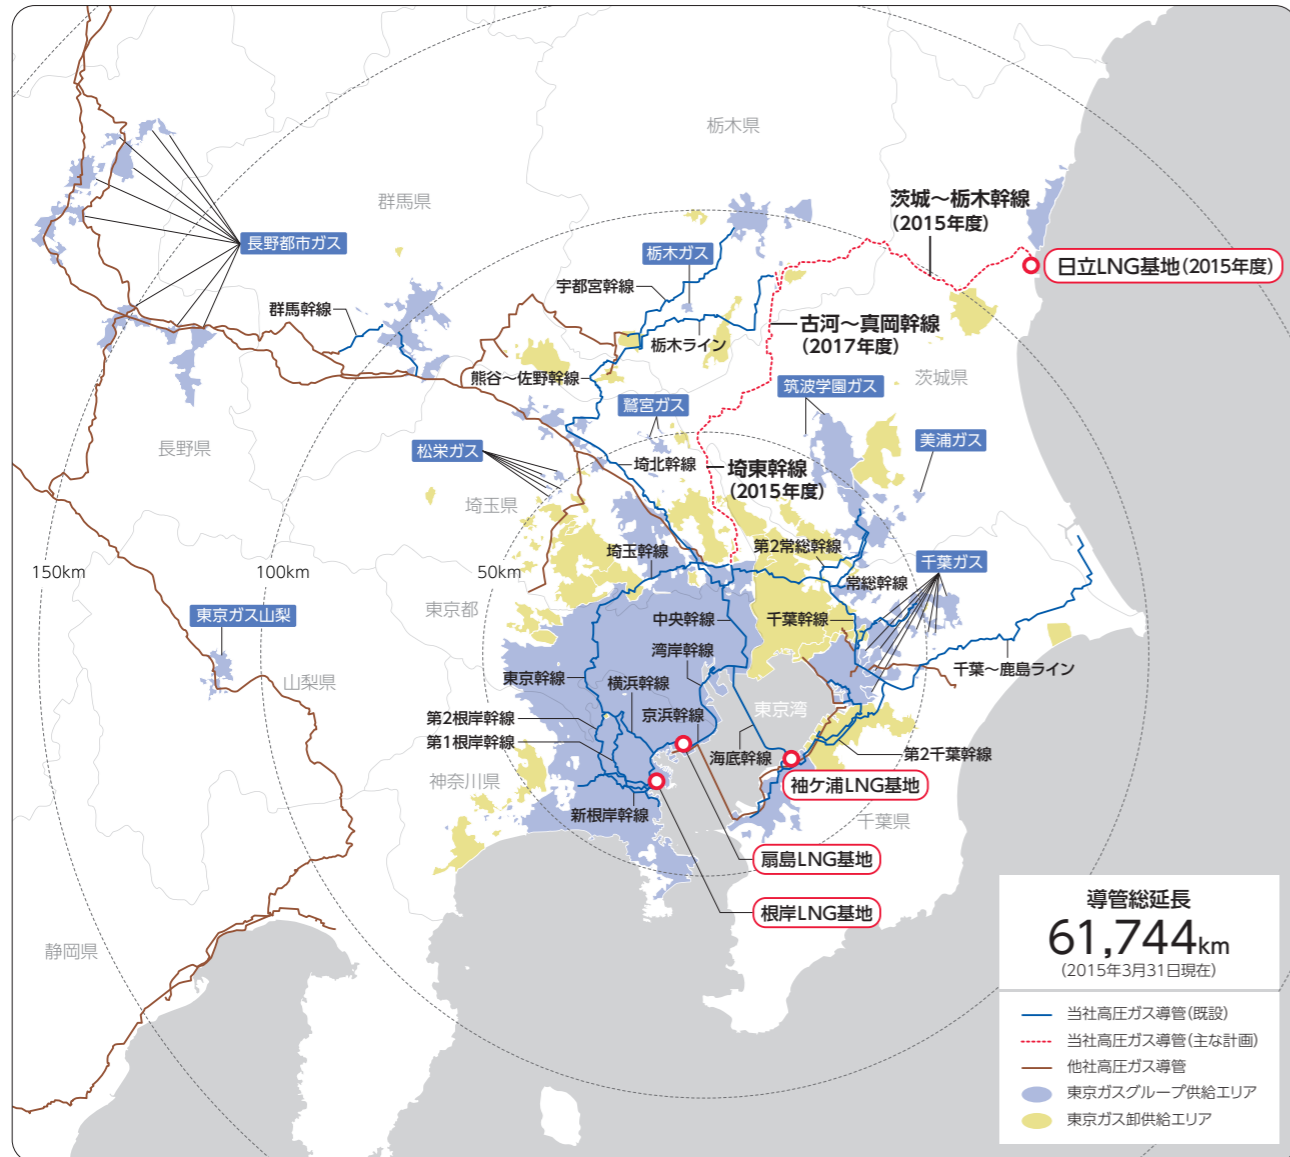 栃木県
群馬県
茨城～栃木幹線
(2015年度)
長野都市ガス
栃木ガス
日立LNG基地(2015年度)
宇都宮幹線
群馬幹線
古河～真岡幹線
(2017年度)
栃木ライン
熊谷～佐野幹線
茨城県
筑波学園ガス
鷲宮ガス
長野県
松栄ガス
美浦ガス
埼北幹線
埼東幹線
(2015年度)
埼玉県
埼玉幹線
第2常総幹線
千葉ガス
150km
100km
50km
常総幹線
東京ガス山梨
東京都
中央幹線
千葉幹線
湾岸幹線
千葉～鹿島ライン
山梨県
東京幹線
横浜幹線
東京湾
第2根岸幹線
京浜幹線
第1根岸幹線
海底幹線
第2千葉幹線
神奈川県
袖ケ浦LNG基地
新根岸幹線
千葉県
扇島LNG基地
根岸LNG基地
静岡県
導管総延長
61,744km
(2015年3月31日現在)
当社高圧ガス導管(既設)
当社高圧ガス導管(主な計画)
他社高圧ガス導管
東京ガスグループ供給エリア
東京ガス卸供給エリア